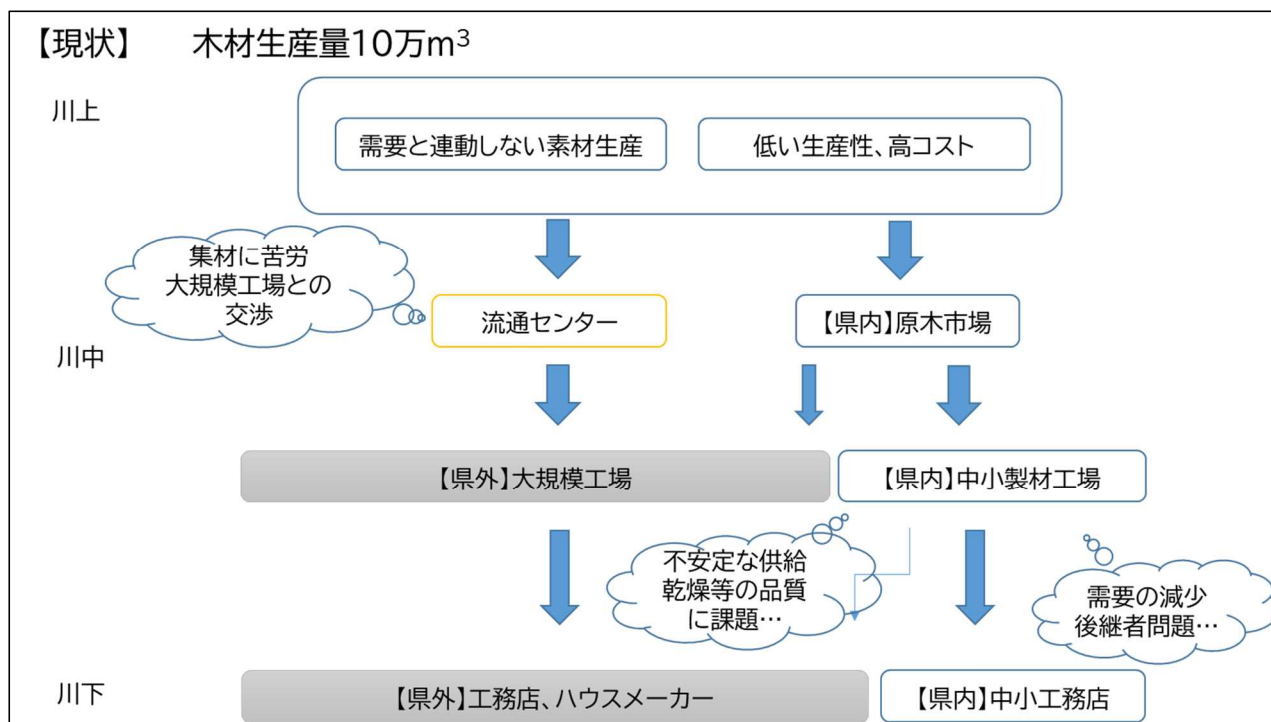 【現状】 木材生産量10万m³
川上
需要と連動しない素材生産
低い生産性、高コスト
集材に苦労
大規模工場との
交渉
流通センター
【県内】原木市場
川中
【県外】大規模工場
【県内】中小製材工場
不安定な供給
乾燥等の品質
に課題…
需要の減少
後継者問題…
川下
【県外】工務店、ハウスメーカー
【県内】中小工務店